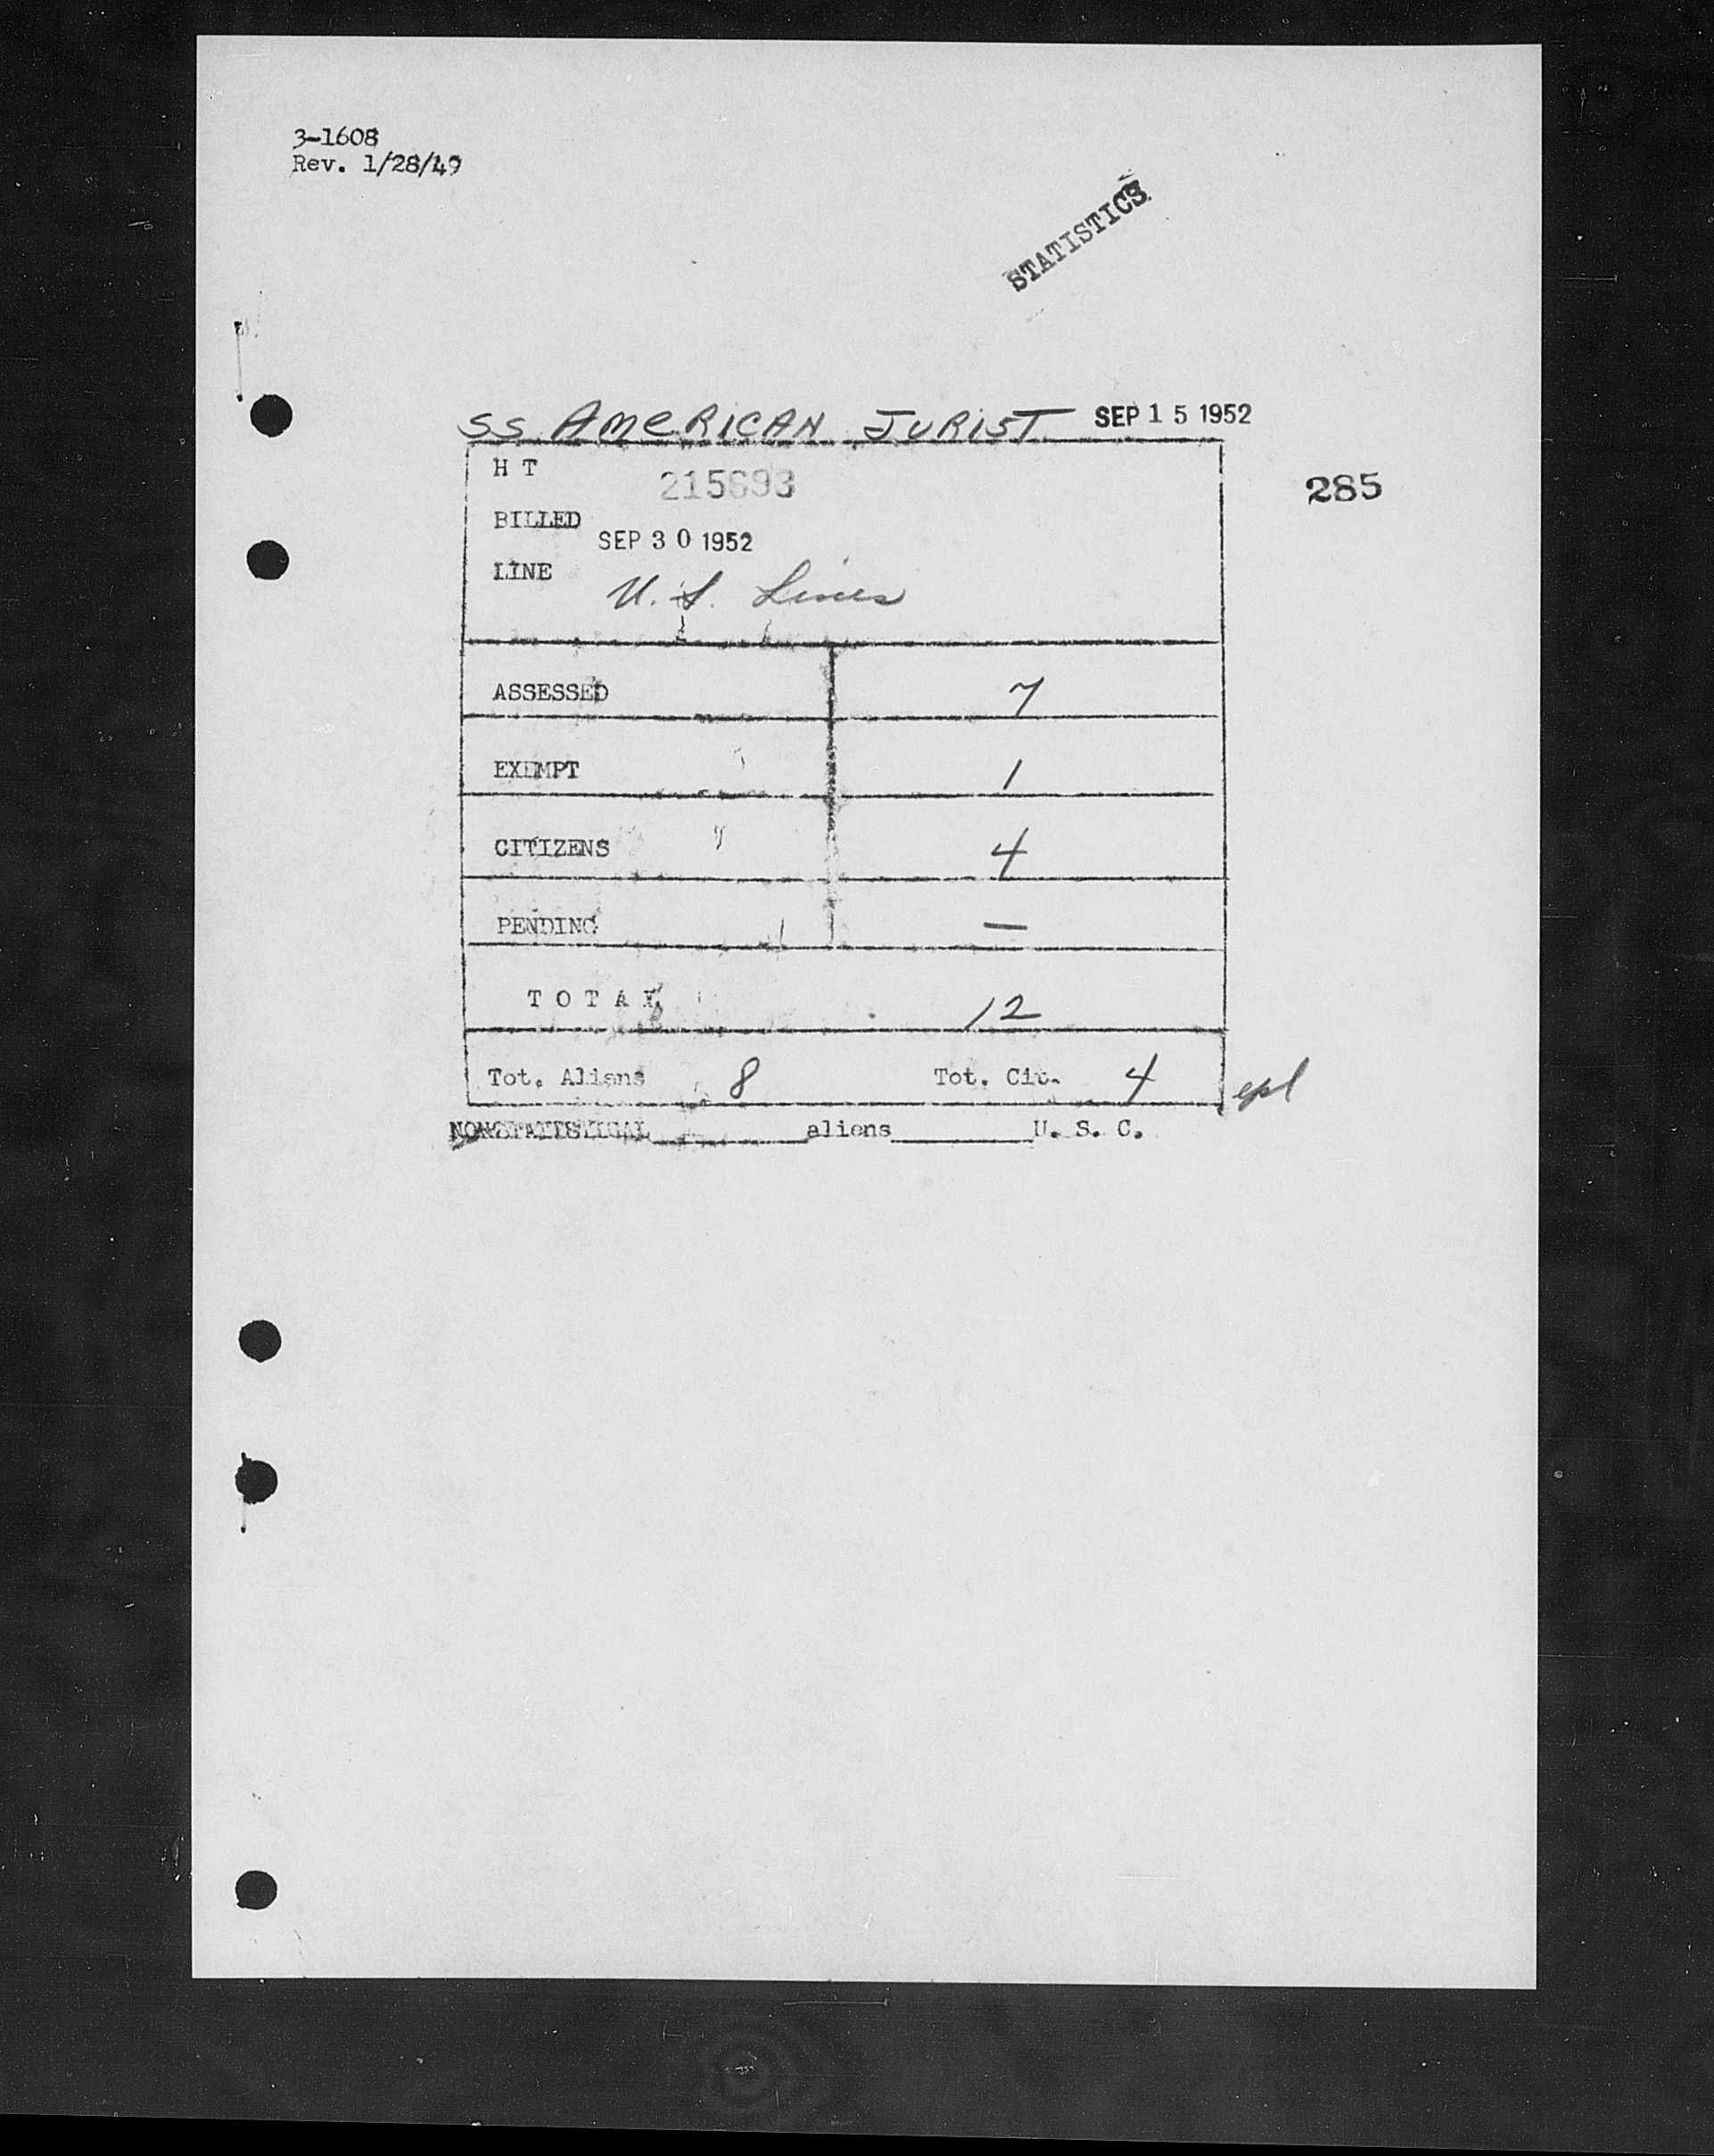 3-1608
Rev. 1/28/49
STATISTICS
SS AMERICAN JURIST SEP 15 1952
H T 215693
285
BILLED SEP 30 1952
LINE U. S. Lines
ASSESSED 7
EXEMPT 1
CITIZENS 4
PENDING —
TOTAL 12
Tot. Aliens 8 Tot. Cit. 4 epl
NONSTATISTICAL aliens U. S. C.